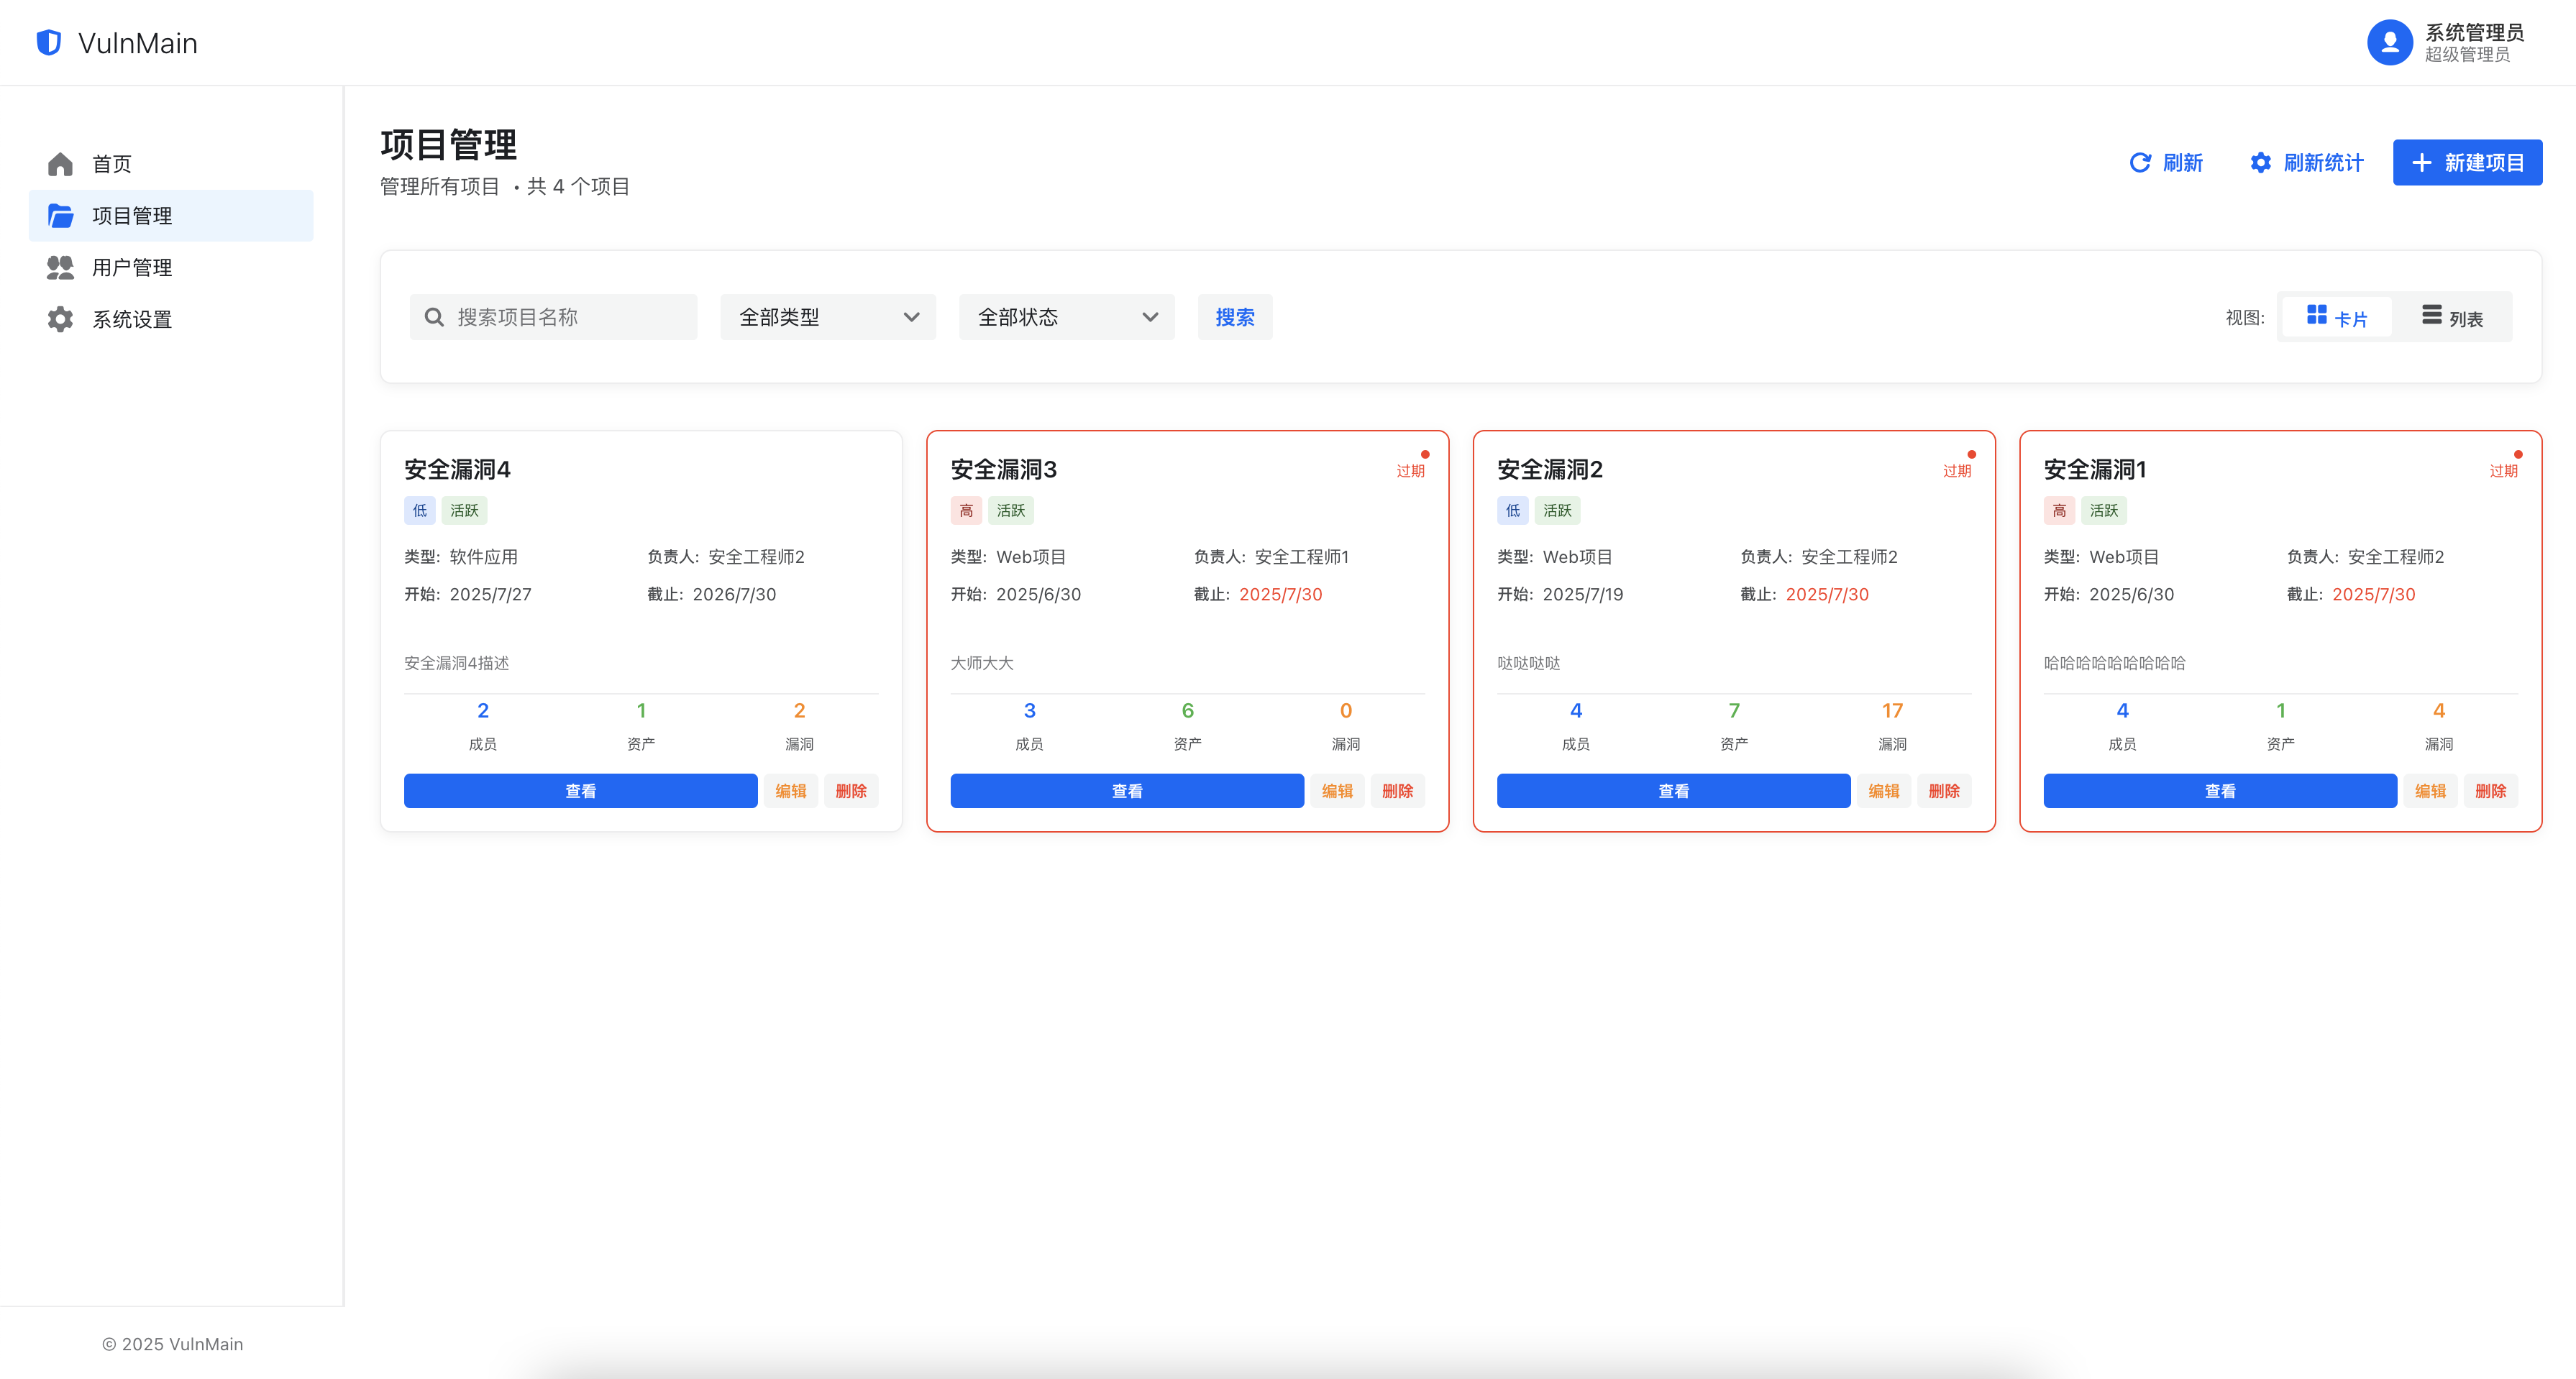 VulnMain
系统管理员
超级管理员
首页
项目管理
用户管理
系统设置
© 2025 VulnMain
项目管理
管理所有项目 • 共 4 个项目
刷新
刷新统计
新建项目
搜索项目名称
全部类型
全部状态
搜索
视图:
卡片
列表
安全漏洞4
低 活跃
类型: 软件应用 负责人: 安全工程师2
开始: 2025/7/27 截止: 2026/7/30
安全漏洞4描述
2 1 2
成员 资产 漏洞
查看 编辑 删除
安全漏洞3
过期
高 活跃
类型: Web项目 负责人: 安全工程师1
开始: 2025/6/30 截止: 2025/7/30
大师大大
3 6 0
成员 资产 漏洞
查看 编辑 删除
安全漏洞2
过期
低 活跃
类型: Web项目 负责人: 安全工程师2
开始: 2025/7/19 截止: 2025/7/30
哒哒哒哒
4 7 17
成员 资产 漏洞
查看 编辑 删除
安全漏洞1
过期
高 活跃
类型: Web项目 负责人: 安全工程师2
开始: 2025/6/30 截止: 2025/7/30
哈哈哈哈哈哈哈哈哈
4 1 4
成员 资产 漏洞
查看 编辑 删除